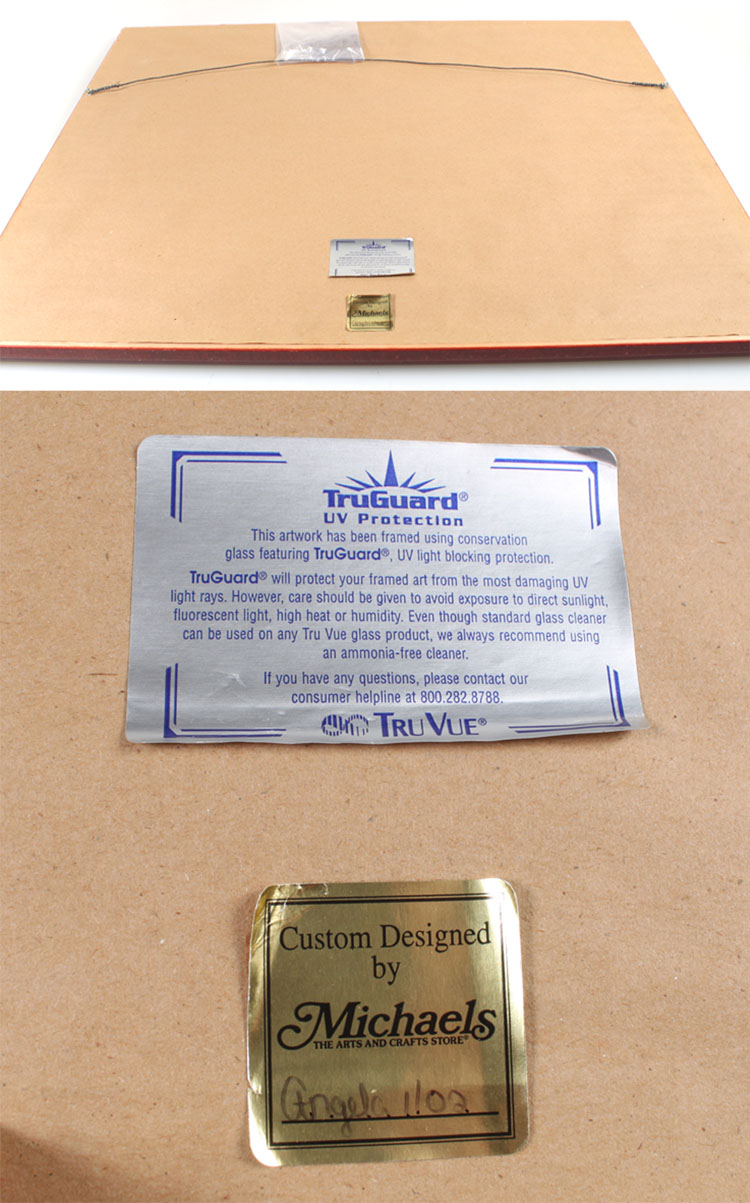 TruGuard®
UV Protection
This artwork has been framed using conservation
glass featuring TruGuard®, UV light blocking protection.
TruGuard® will protect your framed art from the most damaging UV
light rays. However, care should be given to avoid exposure to direct sunlight,
fluorescent light, high heat or humidity. Even though standard glass cleaner
can be used on any Tru Vue glass product, we always recommend using
an ammonia-free cleaner.
If you have any questions, please contact our
consumer helpline at 800.282.8788.
TRU VUE®
Custom Designed
by
Michaels
THE ARTS AND CRAFTS STORE®
Angela 1/02